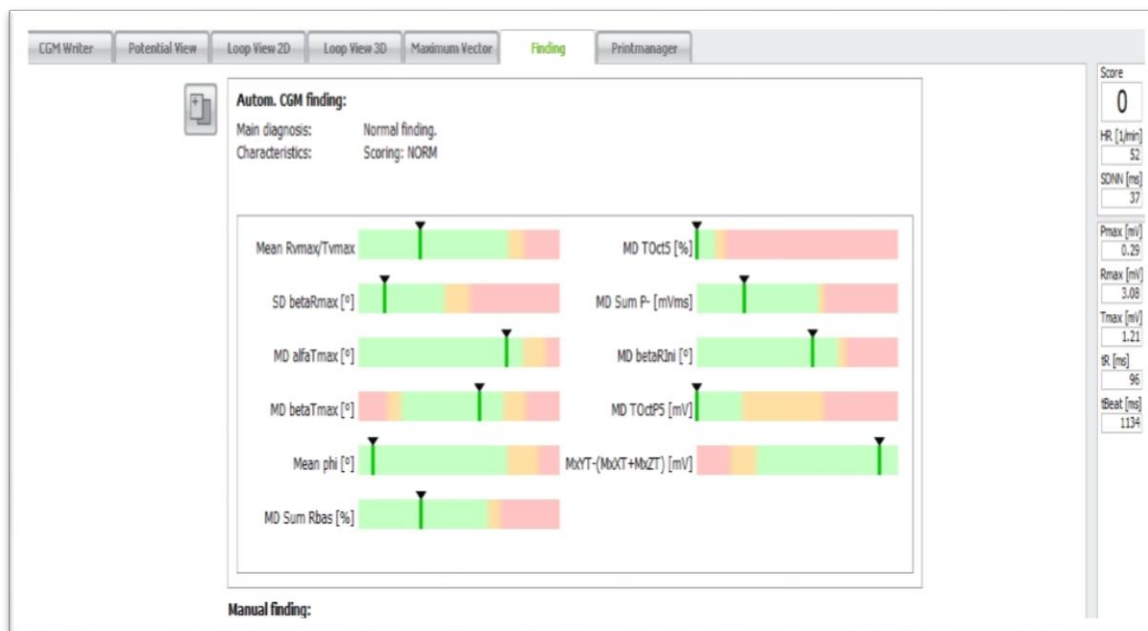 CGM Writer
Potential View
Loop View 2D
Loop View 3D
Maximum Vector
Finding
Printmanager
Autom. CGM finding:
Main diagnosis: Normal finding.
Characteristics: Scoring: NORM
Mean Rvmax/Tvmax
SD betaRmax [°]
MD alfaTmax [°]
MD betaTmax [°]
Mean phi [°]
MD Sum Rbas [%]
MD TOct5 [%]
MD Sum P- [mVms]
MD betaRIni [°]
MD TOctP5 [mV]
MxYT-(MxXT+MxZT) [mV]
Manual finding:
Score
0
HR [1/min]
52
SDNN [ms]
37
Pmax [mV]
0.29
Rmax [mV]
3.08
Tmax [mV]
1.21
tR [ms]
96
tBeat [ms]
1134